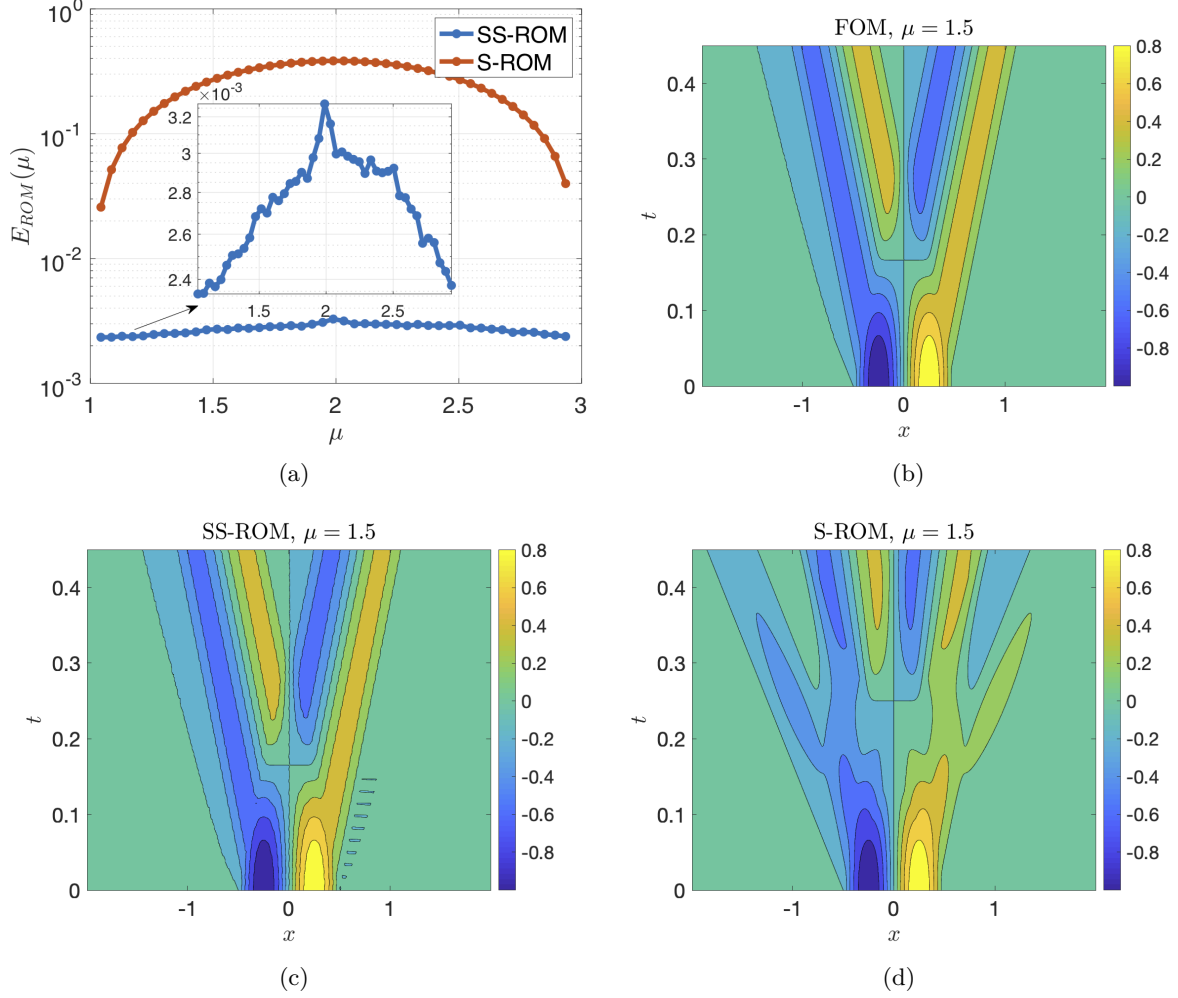 10^0
SS-ROM
S-ROM
×10^-3
3.2
3
2.8
2.6
2.4
1.5 2 2.5
10^-1
10^-2
10^-3
E_ROM(μ)
1 1.5 2 2.5 3
μ
(a)
FOM, μ = 1.5
0.4
0.3
0.2
0.1
0
t
-1 0 1
x
0.8
0.6
0.4
0.2
0
-0.2
-0.4
-0.6
-0.8
(b)
SS-ROM, μ = 1.5
0.4
0.3
0.2
0.1
0
t
-1 0 1
x
0.8
0.6
0.4
0.2
0
-0.2
-0.4
-0.6
-0.8
(c)
S-ROM, μ = 1.5
0.4
0.3
0.2
0.1
0
t
-1 0 1
x
0.8
0.6
0.4
0.2
0
-0.2
-0.4
-0.6
-0.8
(d)